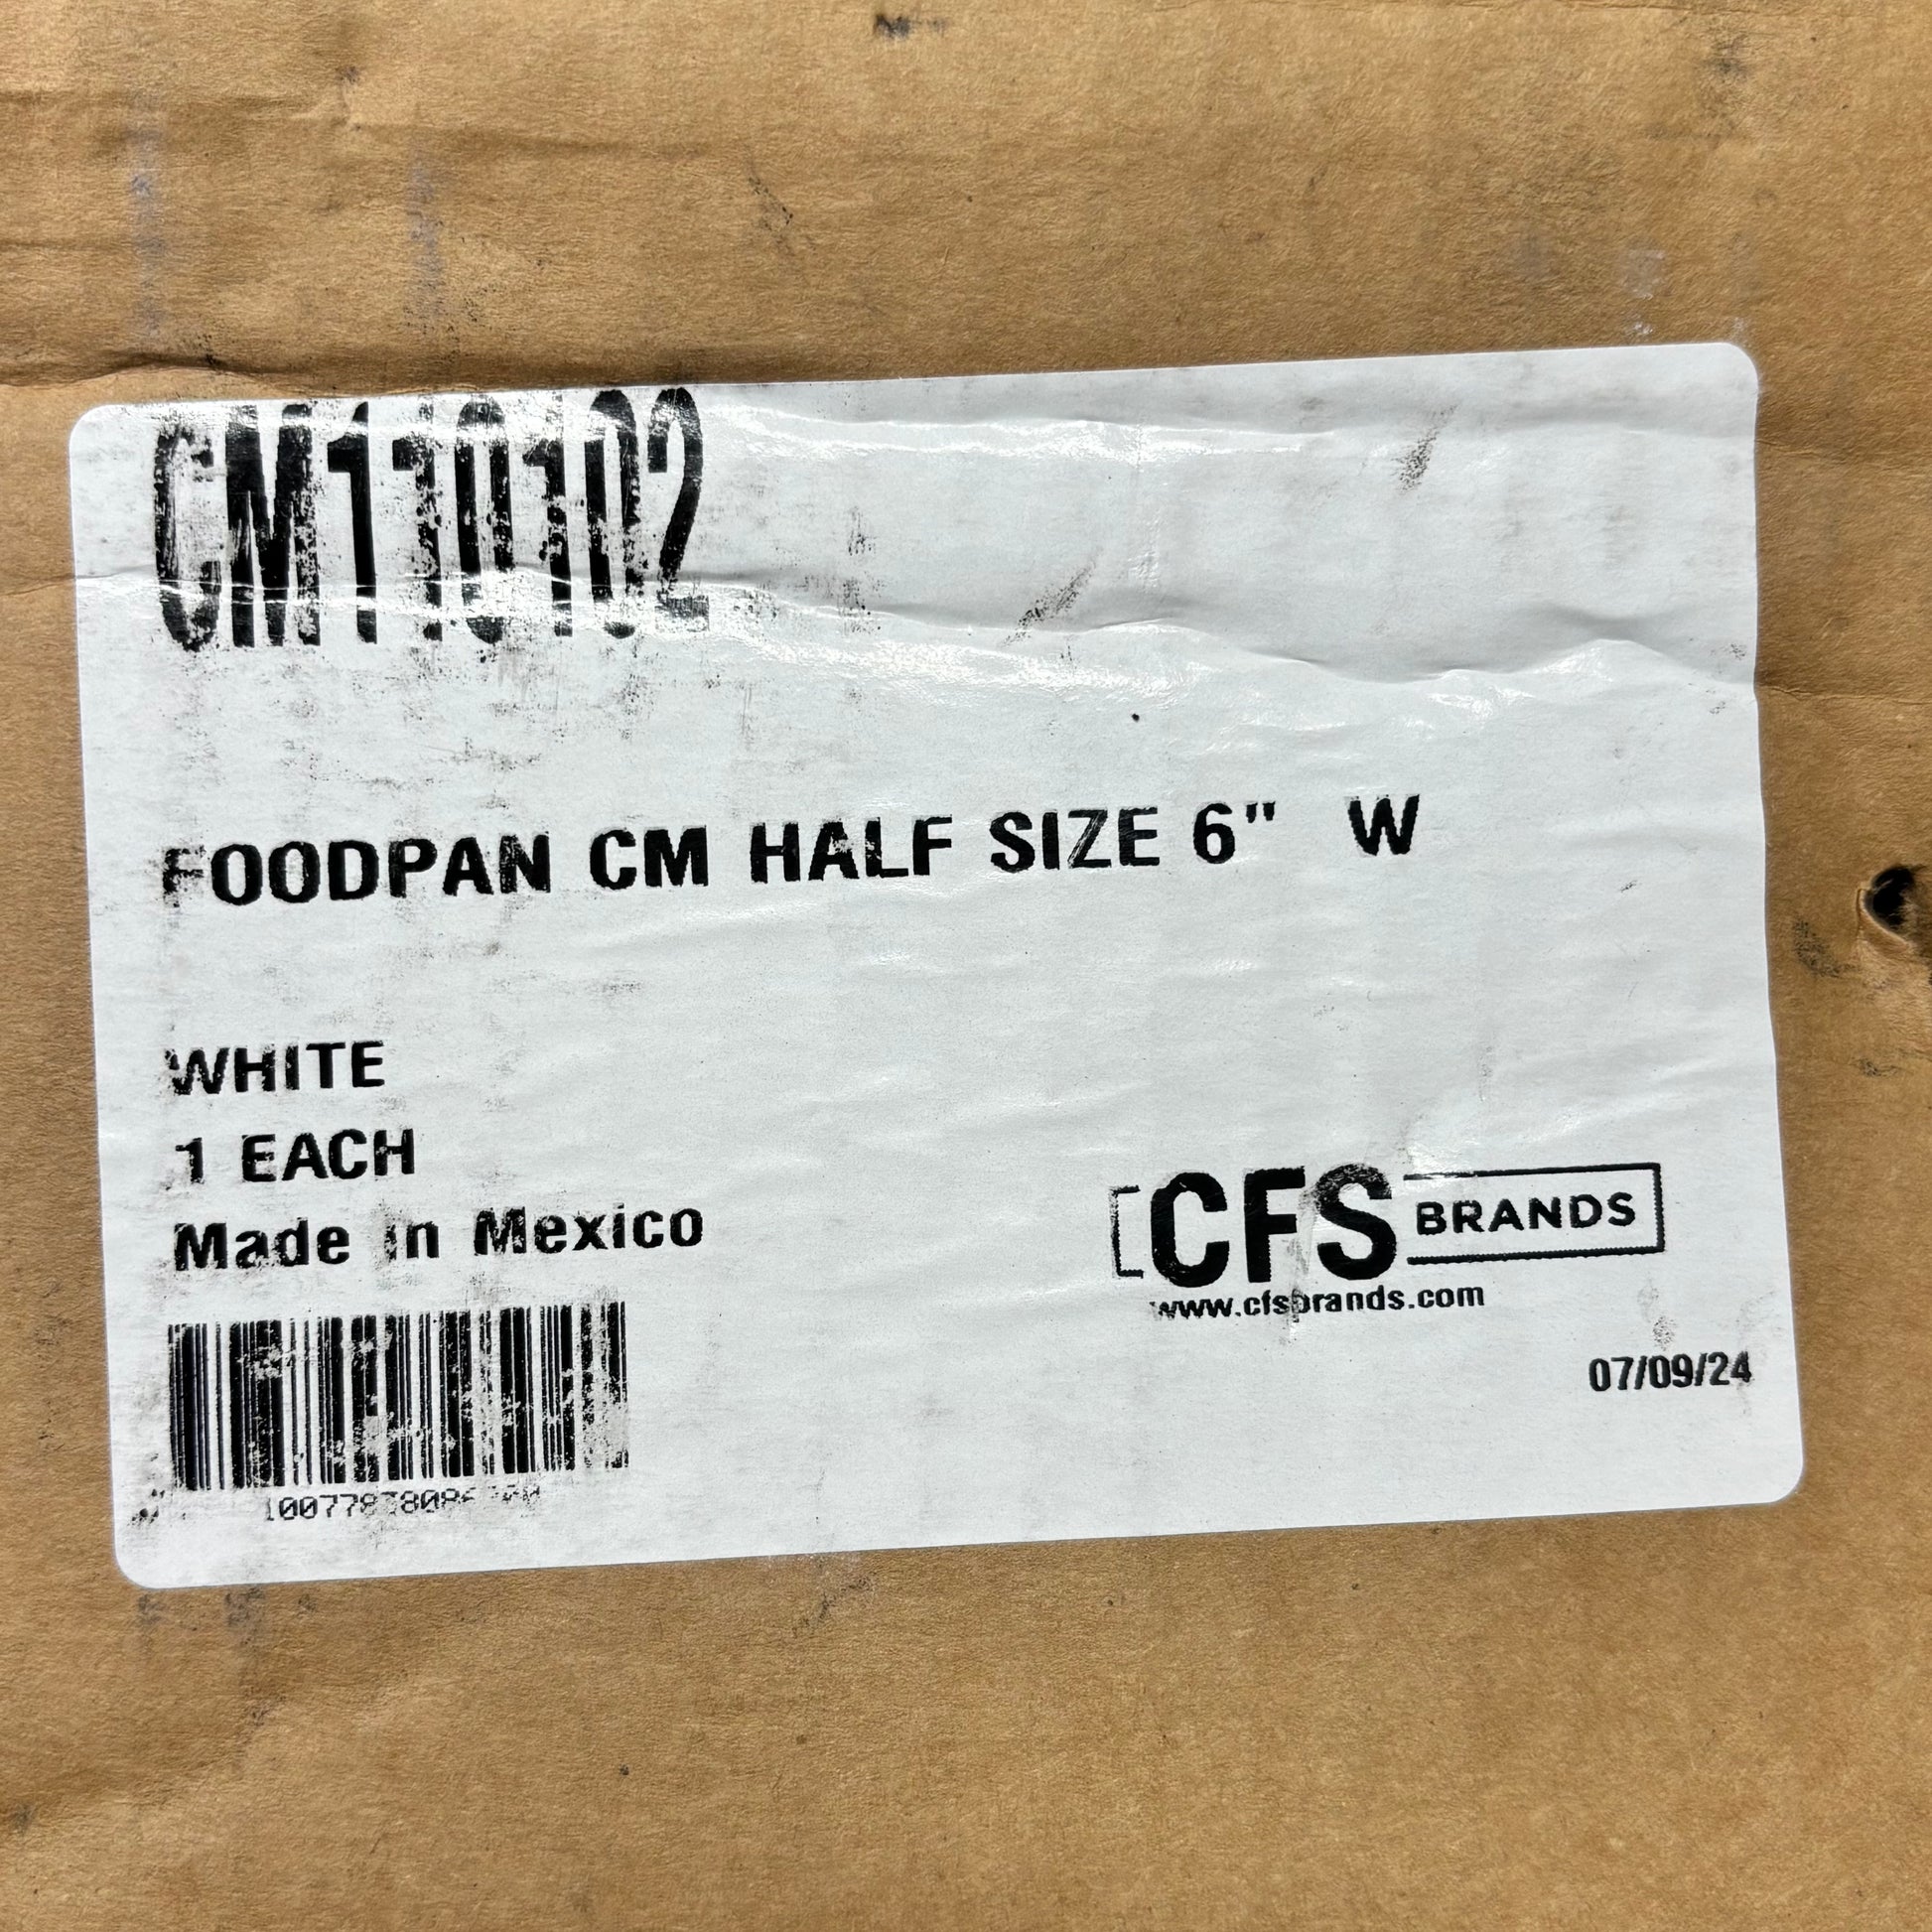 CM110102
FOODPAN CM HALF SIZE 6" W
WHITE
1 EACH
Made in Mexico
CFS BRANDS
www.cfsbrands.com
07/09/24